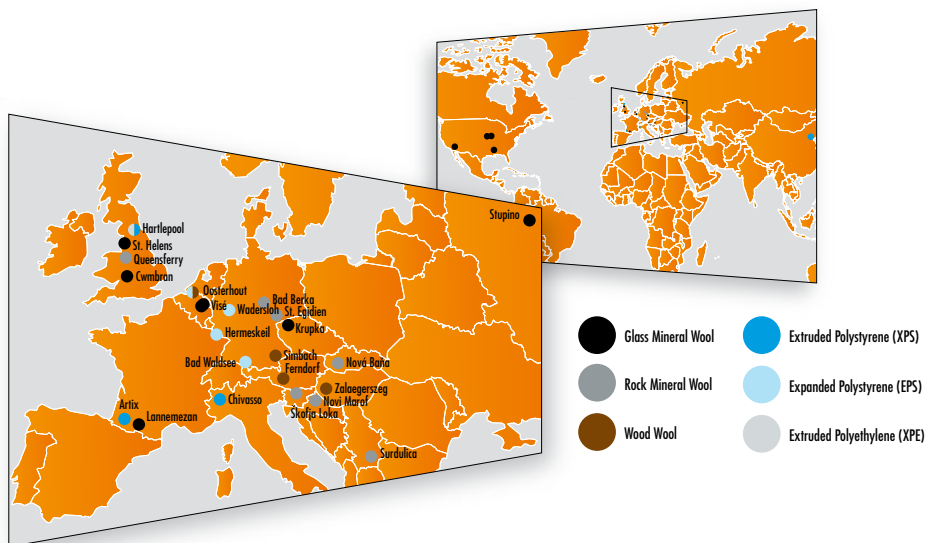 Stupino
Hartlepool
St. Helens
Queensferry
Cwmbran
Oosterhout
Visé
Wadersloh
Bad Berka
St. Egidien
Krupka
Hermeskeil
Bad Waldsee
Simbach
Ferndorf
Nová Baňa
Zalaegerszeg
Novi Marof
Škofja Loka
Chivasso
Artix
Lannemezan
Surdulica
Glass Mineral Wool
Rock Mineral Wool
Wood Wool
Extruded Polystyrene (XPS)
Expanded Polystyrene (EPS)
Extruded Polyethylene (XPE)